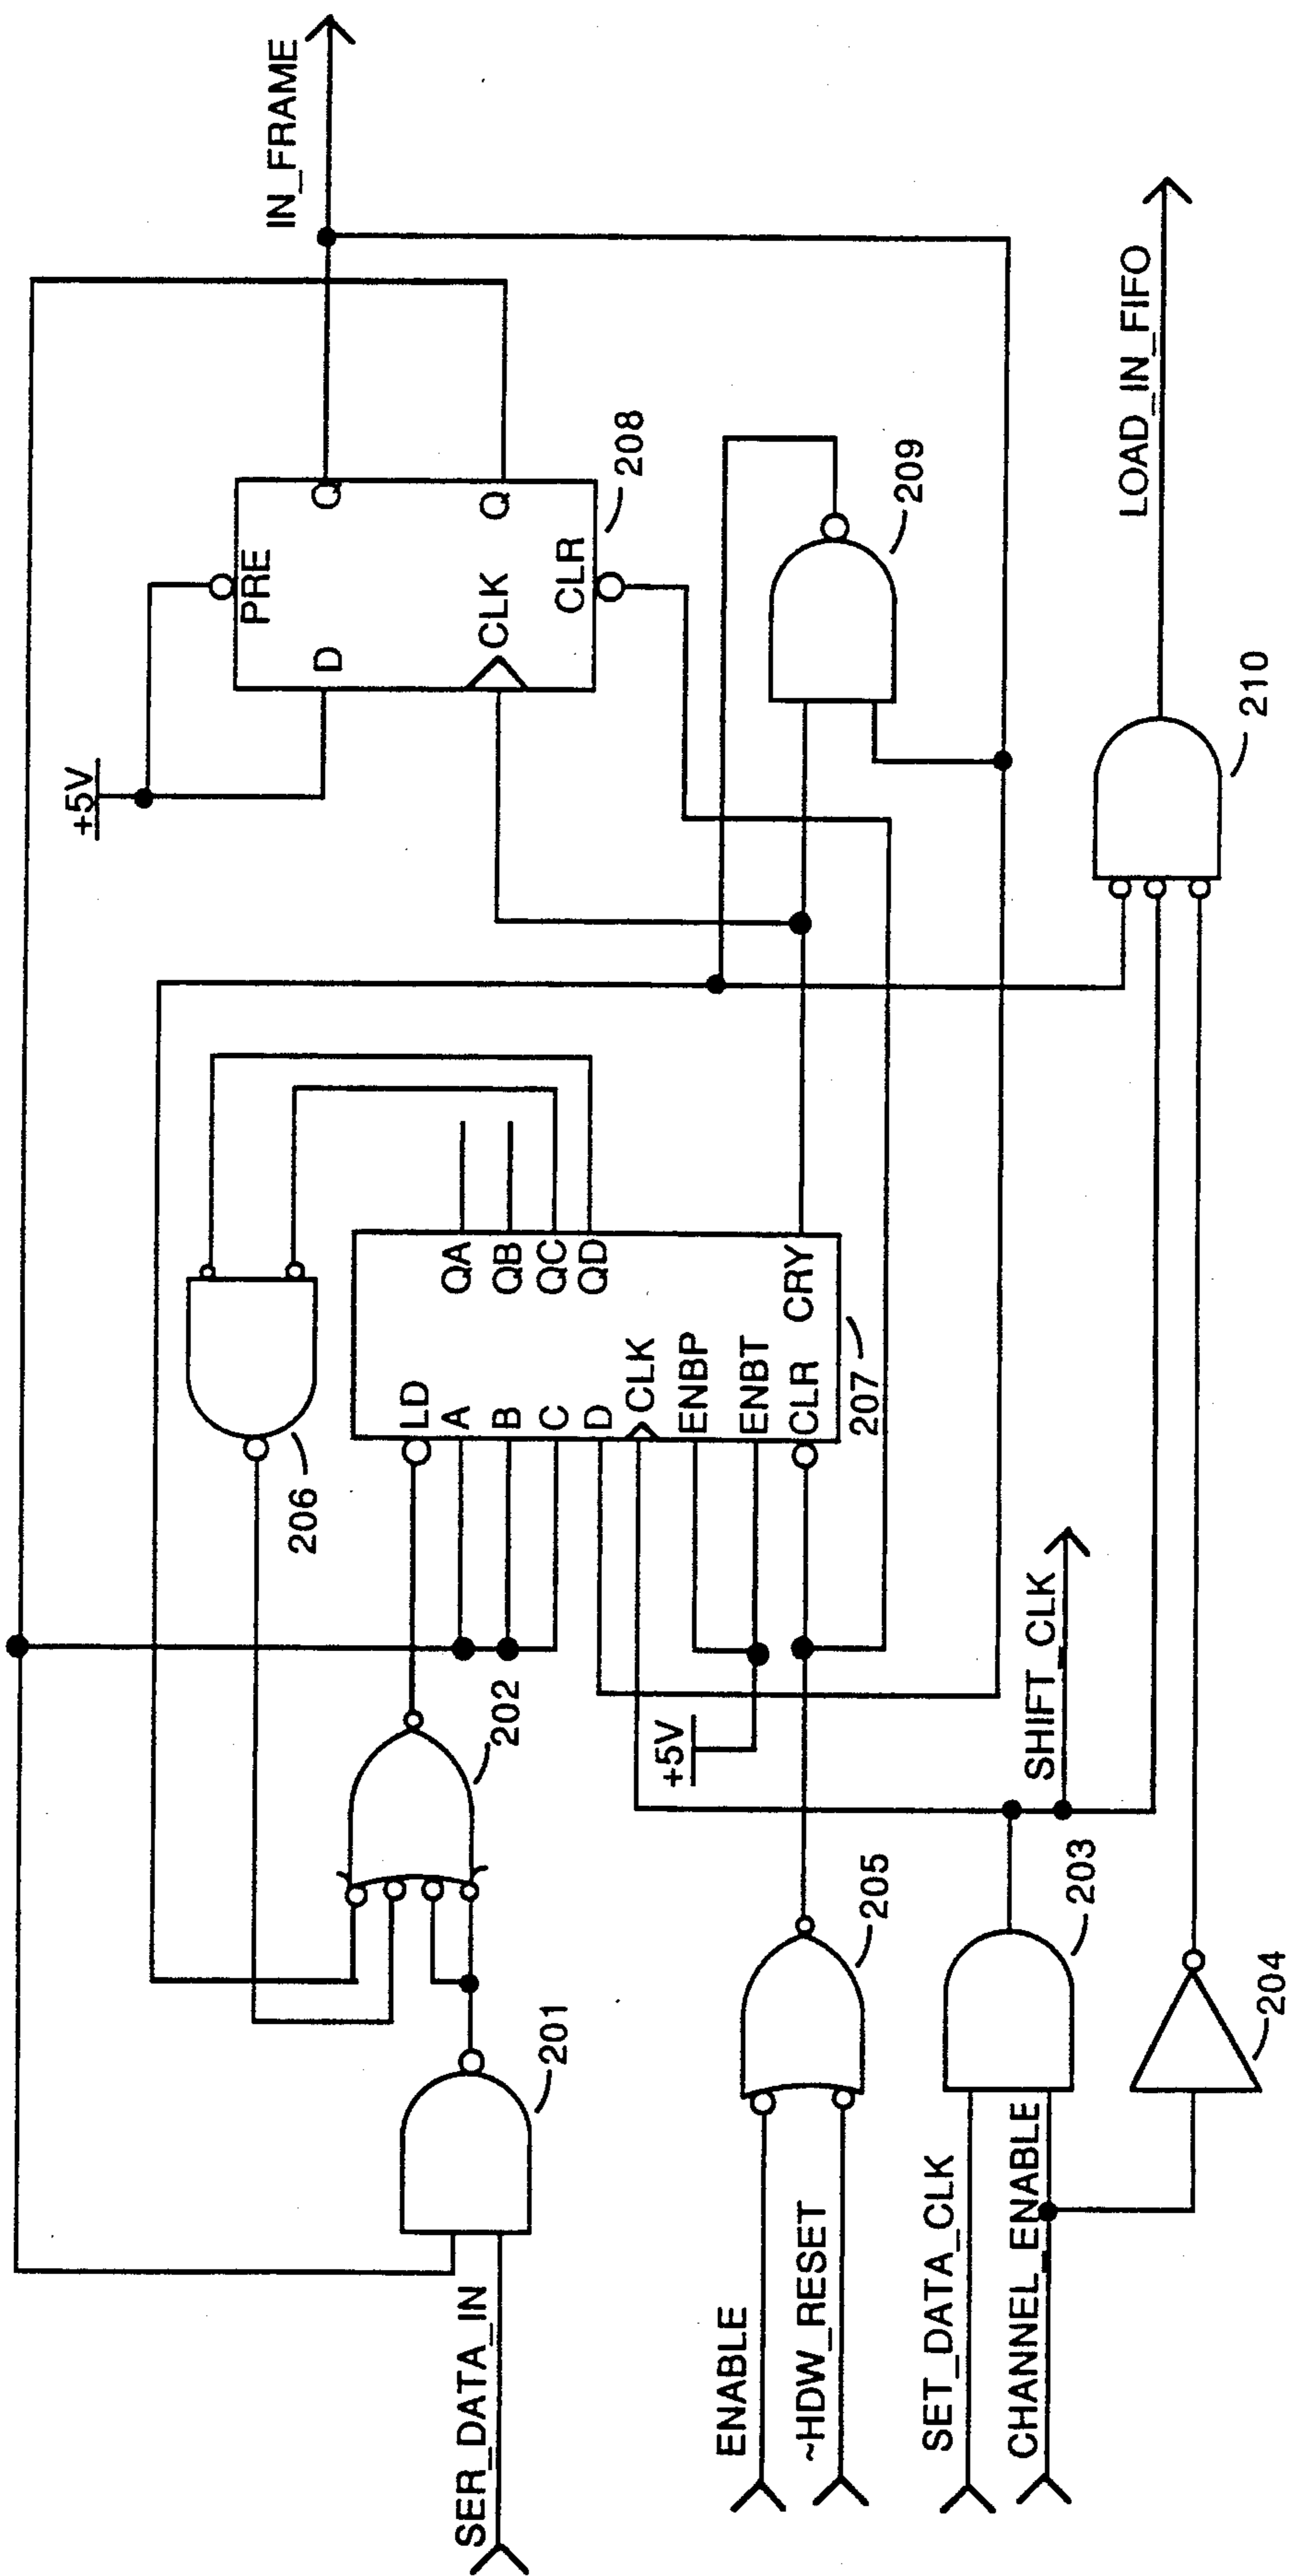 SER_DATA_IN
201
202
206
LD
A
B
C
D
CLK
ENBP
ENBT
CLR
QA
QB
QC
QD
CRY
207
+5V
+5V
PRE
D
CLK
CLR
Q
Q
208
IN_FRAME
209
ENABLE
~HDW_RESET
205
SET_DATA_CLK
CHANNEL_ENABLE
203
SHIFT_CLK
204
210
LOAD_IN_FIFO